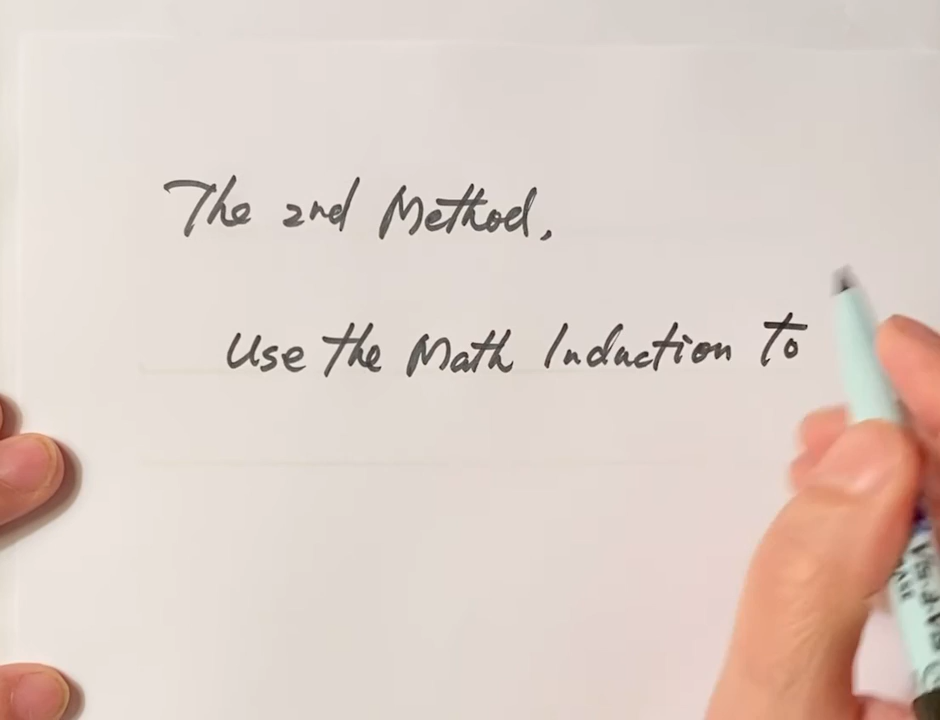 The 2nd Method,
Use the Math Induction To